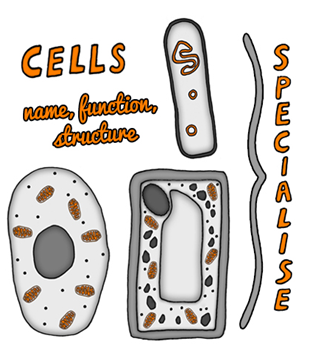 CELLS
name, function,
structure
SPECIALISE